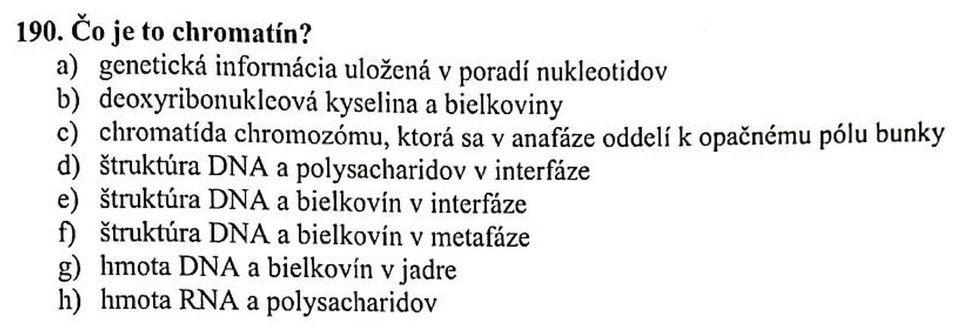 190. Čo je to chromatín?
a) genetická informácia uložená v poradí nukleotidov
b) deoxyribonukleová kyselina a bielkoviny
c) chromatída chromozómu, ktorá sa v anafáze oddelí k opačnému pólu bunky
d) štruktúra DNA a polysacharidov v interfáze
e) štruktúra DNA a bielkovín v interfáze
f) štruktúra DNA a bielkovín v metafáze
g) hmota DNA a bielkovín v jadre
h) hmota RNA a polysacharidov